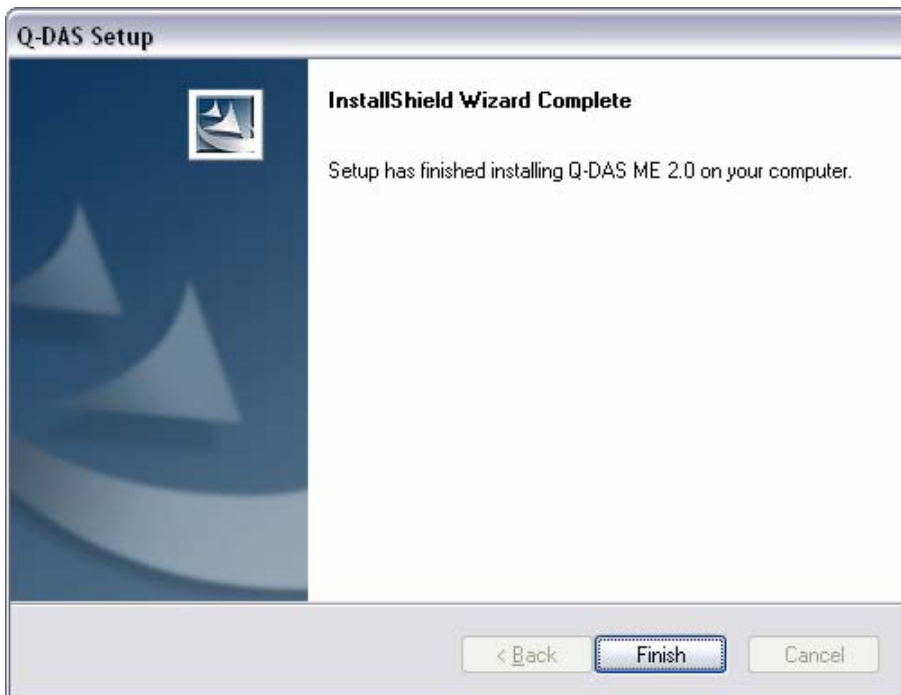 Q-DAS Setup
InstallShield Wizard Complete
Setup has finished installing Q-DAS ME 2.0 on your computer.
< Back
Finish
Cancel